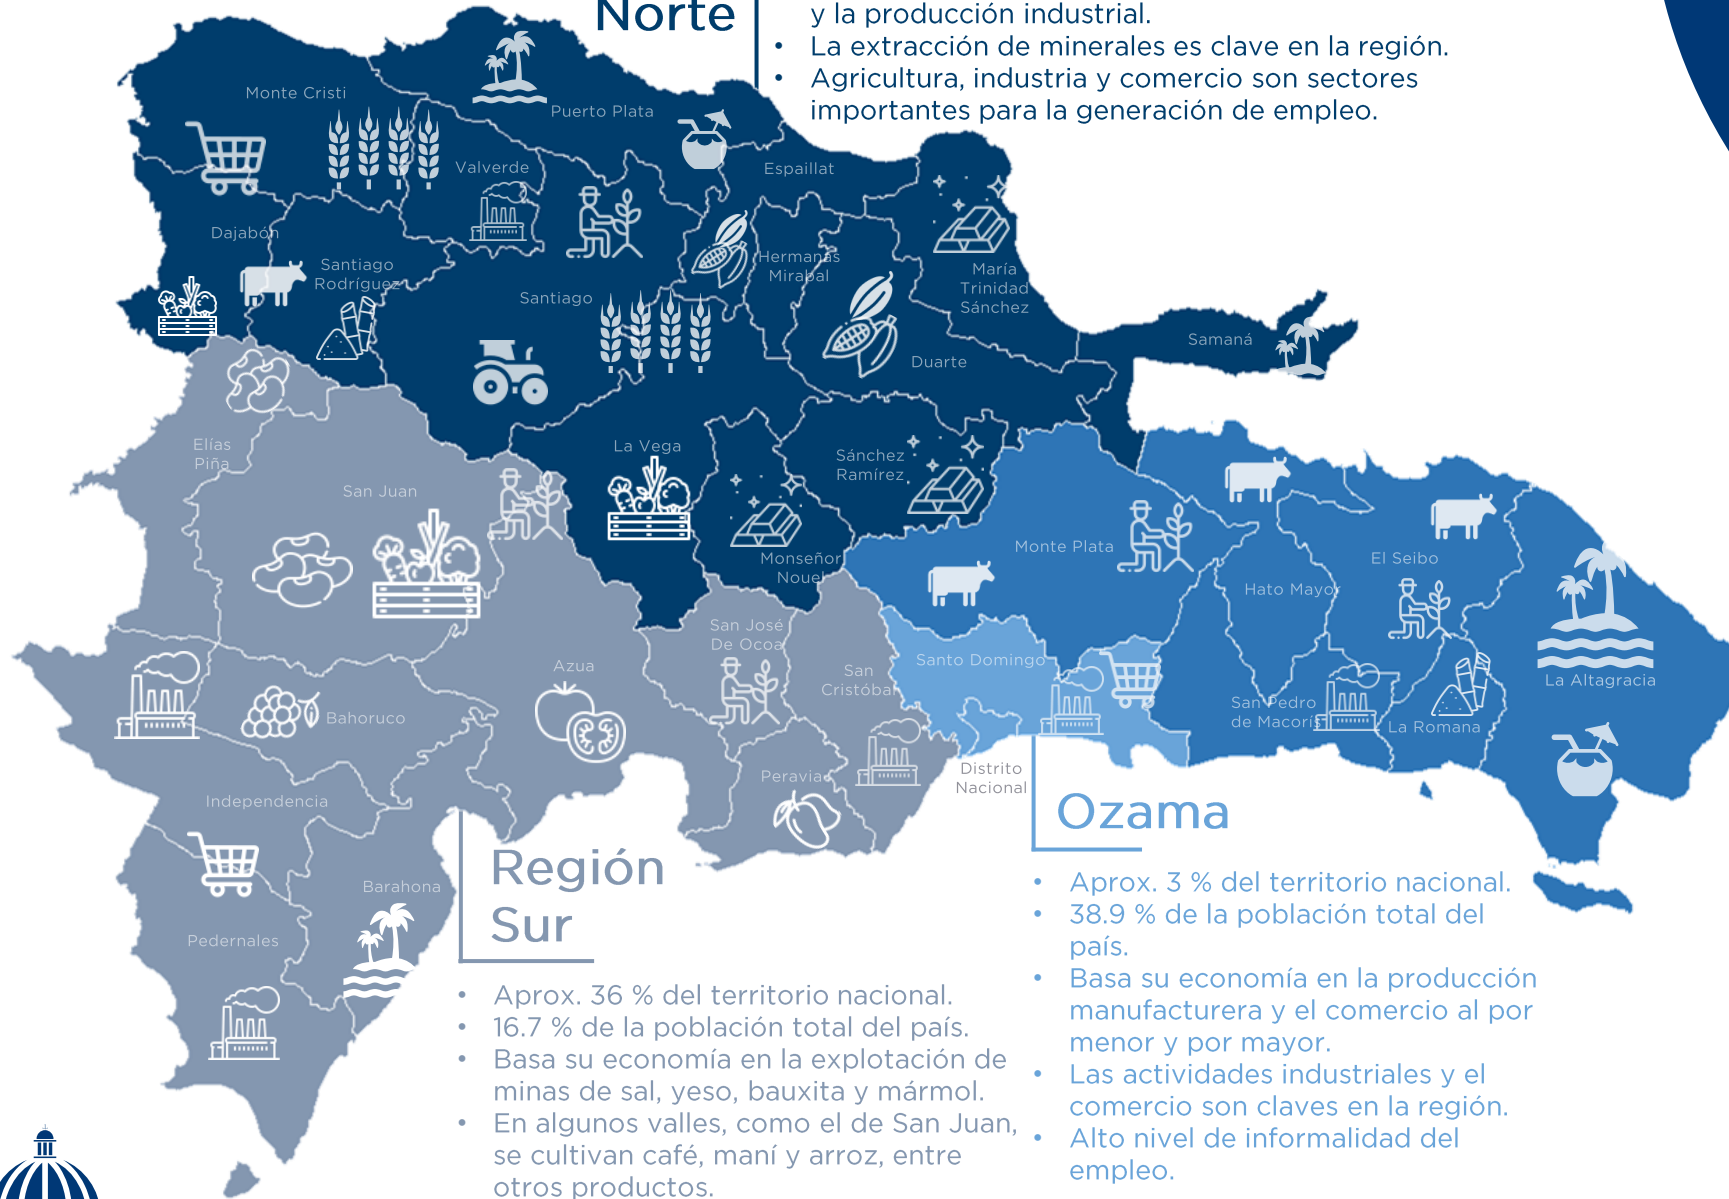 Norte
y la producción industrial.
• La extracción de minerales es clave en la región.
• Agricultura, industria y comercio son sectores
importantes para la generación de empleo.
Monte Cristi
Puerto Plata
Valverde
Espaillat
Dajabón
Santiago
Rodríguez
Santiago
Hermanas
Mirabal
María
Trinidad
Sánchez
Duarte
Samaná
La Vega
Sánchez
Ramírez
Monseñor
Nouel
Elías
Piña
San Juan
Monte Plata
Hato Mayor
El Seibo
La Altagracia
San José
De Ocoa
Azua
San
Cristóbal
Santo Domingo
San Pedro
de Macorís
La Romana
Bahoruco
Peravia
Distrito
Nacional
Independencia
Barahona
Pedernales
Región
Sur
• Aprox. 36 % del territorio nacional.
• 16.7 % de la población total del país.
• Basa su economía en la explotación de
minas de sal, yeso, bauxita y mármol.
• En algunos valles, como el de San Juan,
se cultivan café, maní y arroz, entre
otros productos.
Ozama
• Aprox. 3 % del territorio nacional.
• 38.9 % de la población total del
país.
• Basa su economía en la producción
manufacturera y el comercio al por
menor y por mayor.
• Las actividades industriales y el
comercio son claves en la región.
• Alto nivel de informalidad del
empleo.